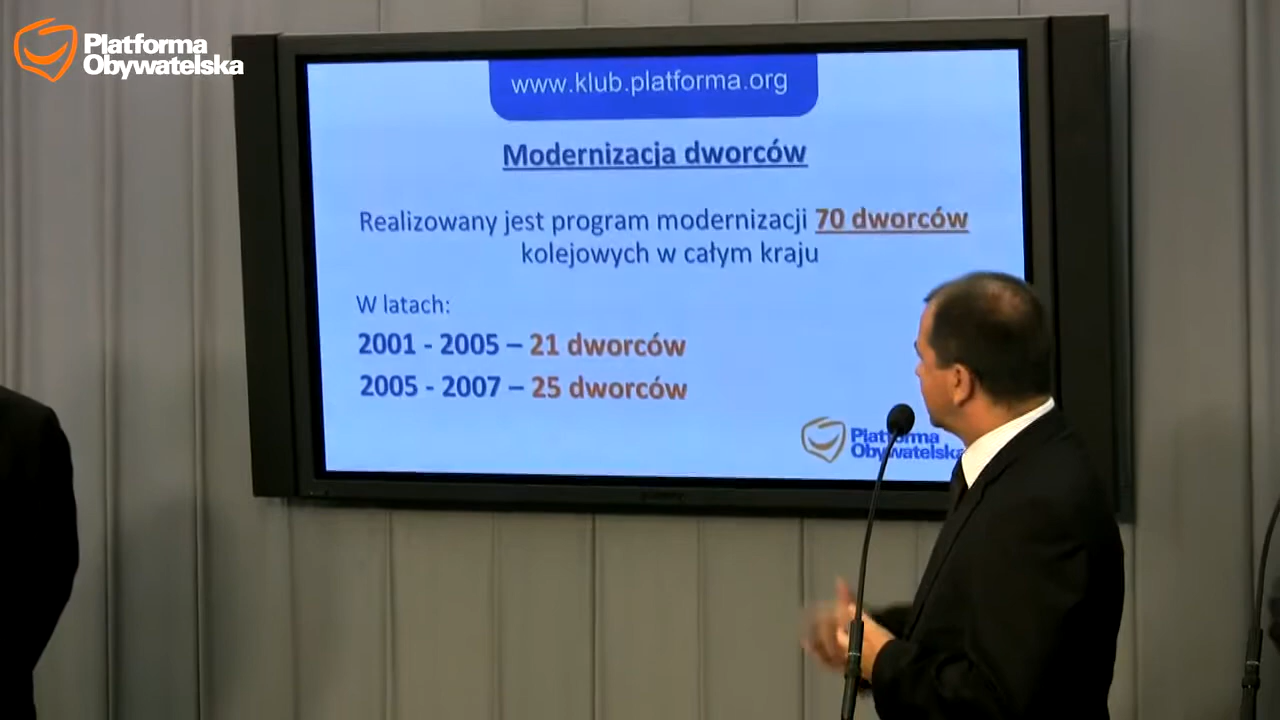 Platforma
Obywatelska
www.klub.platforma.org
Modernizacja dworców
Realizowany jest program modernizacji 70 dworców
kolejowych w całym kraju
W latach:
2001 - 2005 – 21 dworców
2005 - 2007 – 25 dworców
Platforma
Obywatelska